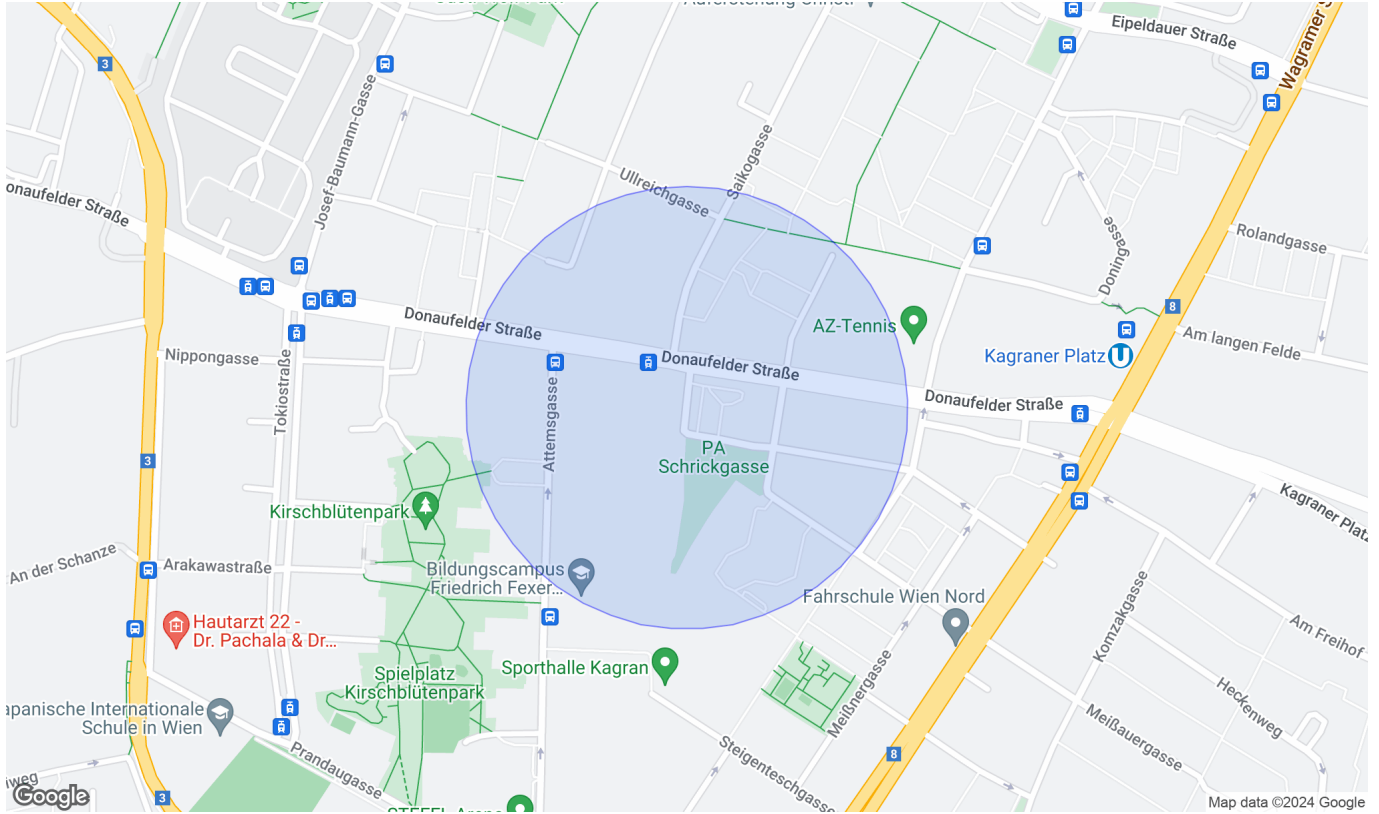 Eipeldauer Straße
Wagramer S
3
Josef-Baumann-Gasse
Saikogasse
Ullreichgasse
onaufelder Straße
Doningasse
Rolandgasse
8
Donaufelder Straße
AZ-Tennis
Am langen Felde
Kagraner Platz
Nippongasse
Donaufelder Straße
Tokiostraße
Attemsgasse
Donaufelder Straße
PA
Schrickgasse
3
Kirschblütenpark
Kagraner Platz
An der Schanze
Arakawastraße
Bildungscampus
Friedrich Fexer...
Fahrschule Wien Nord
Komzakgasse
Hautarzt 22 -
Dr. Pachala & Dr...
Am Freihof
Sporthalle Kagran
Spielplatz
Kirschblütenpark
Meißnergasse
Heckenweg
apanische Internationale
Schule in Wien
Meißauergasse
Steigenteschgasse
Prandaugasse
8
iweg
3
Google
Map data ©2024 Google